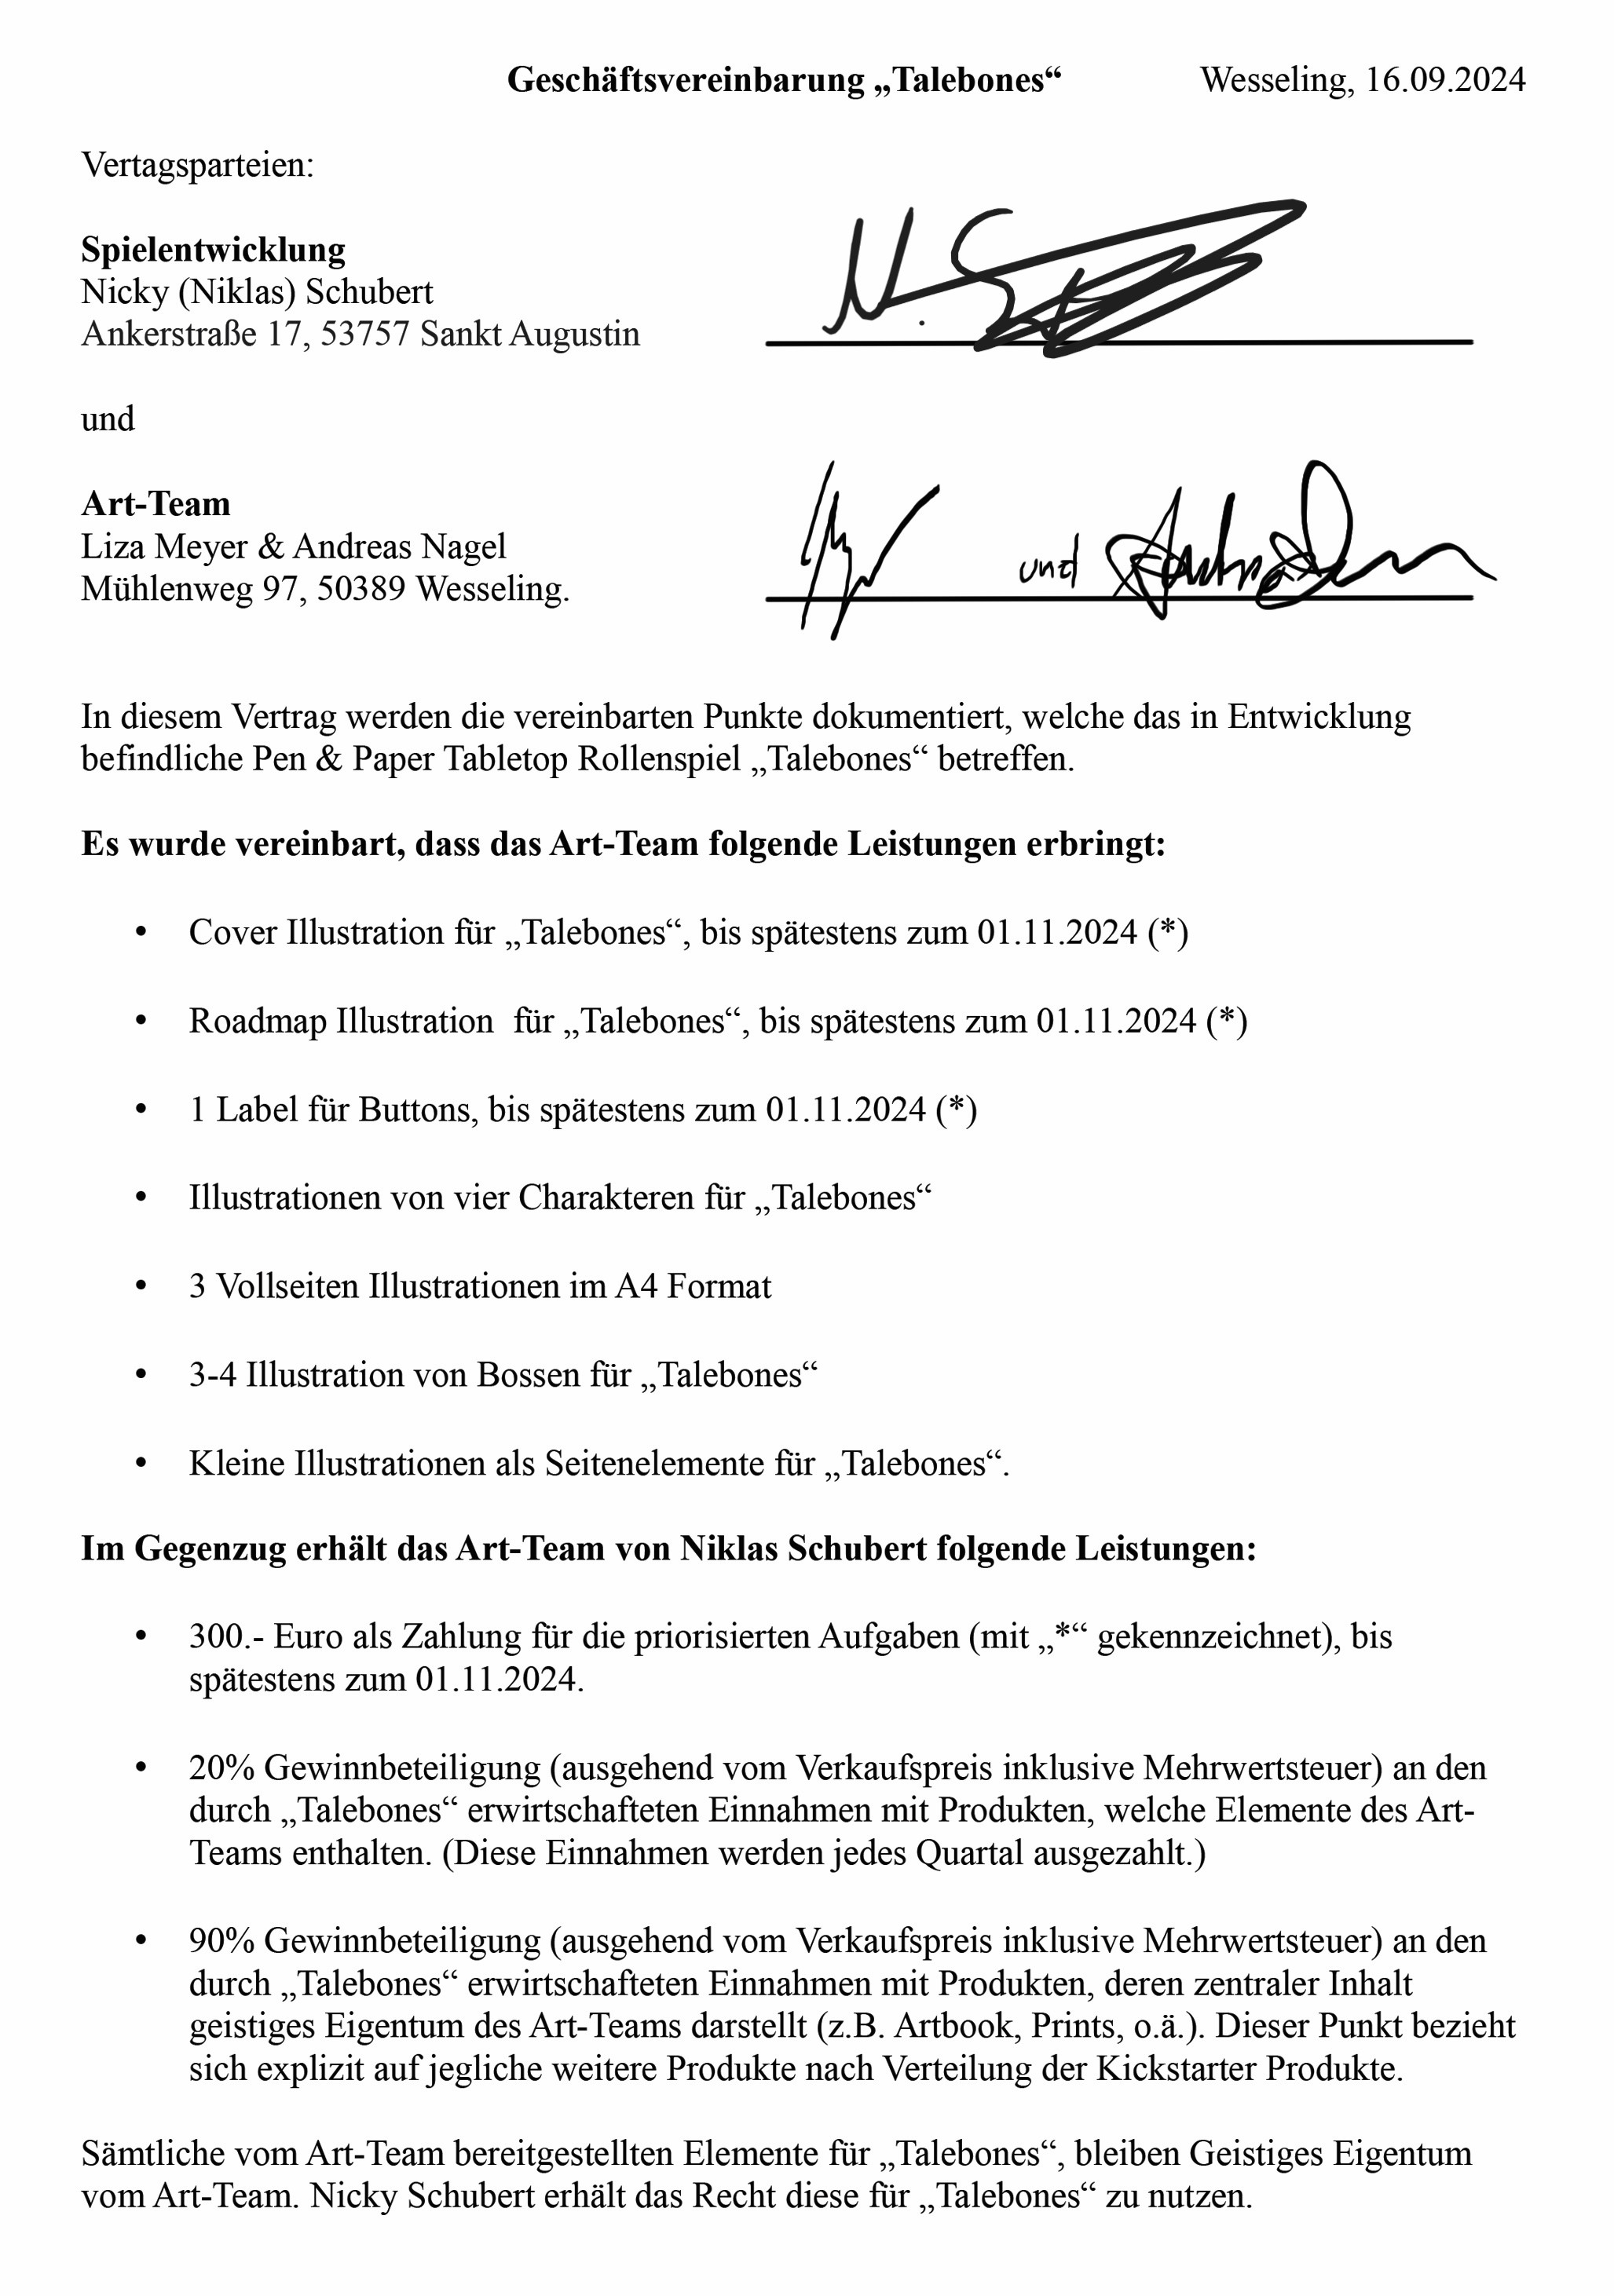 Geschäftsvereinbarung „Talebones“ Wesseling, 16.09.2024
Vertagsparteien:
Spielentwicklung
Nicky (Niklas) Schubert
Ankerstraße 17, 53757 Sankt Augustin
und
Art-Team
Liza Meyer & Andreas Nagel
Mühlenweg 97, 50389 Wesseling.
und
In diesem Vertrag werden die vereinbarten Punkte dokumentiert, welche das in Entwicklung
befindliche Pen & Paper Tabletop Rollenspiel „Talebones“ betreffen.
Es wurde vereinbart, dass das Art-Team folgende Leistungen erbringt:
• Cover Illustration für „Talebones“, bis spätestens zum 01.11.2024 (*)
• Roadmap Illustration  für „Talebones“, bis spätestens zum 01.11.2024 (*)
• 1 Label für Buttons, bis spätestens zum 01.11.2024 (*)
• Illustrationen von vier Charakteren für „Talebones“
• 3 Vollseiten Illustrationen im A4 Format
• 3-4 Illustration von Bossen für „Talebones“
• Kleine Illustrationen als Seitenelemente für „Talebones“.
Im Gegenzug erhält das Art-Team von Niklas Schubert folgende Leistungen:
• 300.- Euro als Zahlung für die priorisierten Aufgaben (mit „*“ gekennzeichnet), bis
spätestens zum 01.11.2024.
• 20% Gewinnbeteiligung (ausgehend vom Verkaufspreis inklusive Mehrwertsteuer) an den
durch „Talebones“ erwirtschafteten Einnahmen mit Produkten, welche Elemente des Art-
Teams enthalten. (Diese Einnahmen werden jedes Quartal ausgezahlt.)
• 90% Gewinnbeteiligung (ausgehend vom Verkaufspreis inklusive Mehrwertsteuer) an den
durch „Talebones“ erwirtschafteten Einnahmen mit Produkten, deren zentraler Inhalt
geistiges Eigentum des Art-Teams darstellt (z.B. Artbook, Prints, o.ä.). Dieser Punkt bezieht
sich explizit auf jegliche weitere Produkte nach Verteilung der Kickstarter Produkte.
Sämtliche vom Art-Team bereitgestellten Elemente für „Talebones“, bleiben Geistiges Eigentum
vom Art-Team. Nicky Schubert erhält das Recht diese für „Talebones“ zu nutzen.